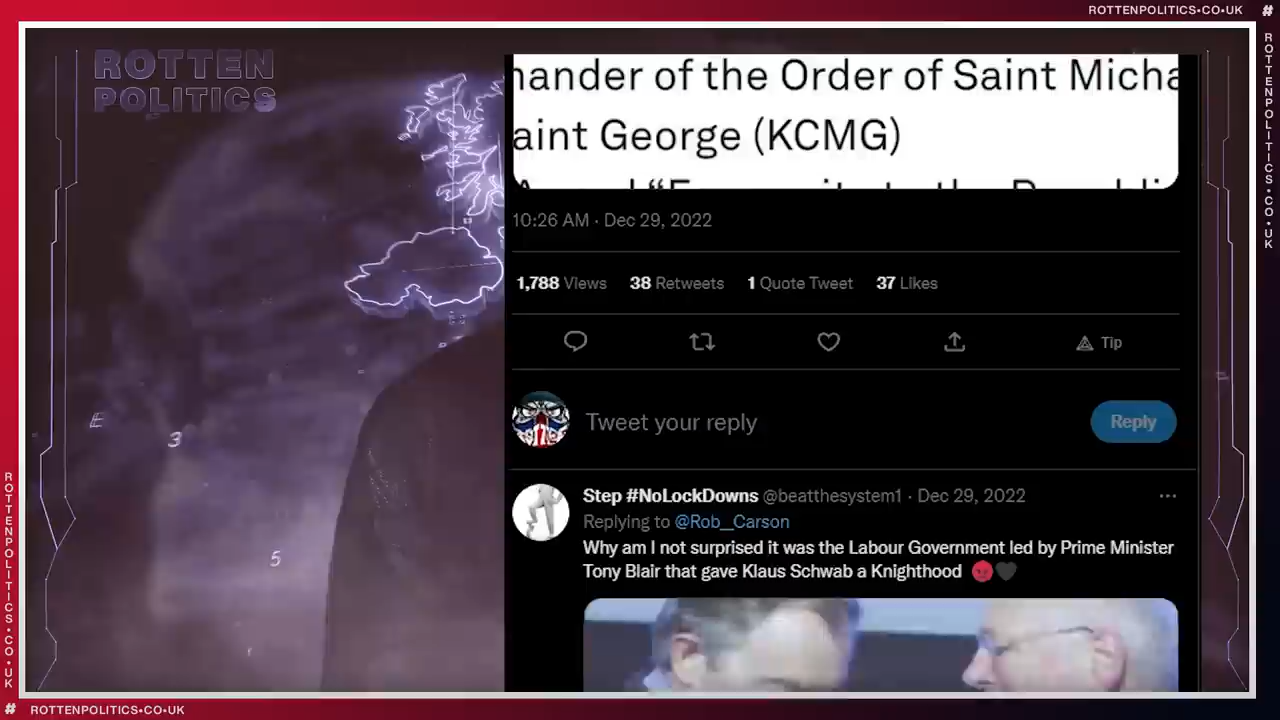 ROTTENPOLITICS•CO•UK #
ROTTEN
POLITICS
ROTTENPOLITICS•CO•UK
of the Order of Saint
George (KCMG)
10:26 AM · Dec 29, 2022
1,788 Views 38 Retweets 1 Quote Tweet 37 Likes
Tip
Tweet your reply
Reply
E
3
5
Step #NoLockDowns @beatthesystem1 · Dec 29, 2022
Replying to @Rob_Carson
Why am I not surprised it was the Labour Government led by Prime Minister
Tony Blair that gave Klaus Schwab a Knighthood
ROTTENPOLITICS•CO•UK
# ROTTENPOLITICS•CO•UK